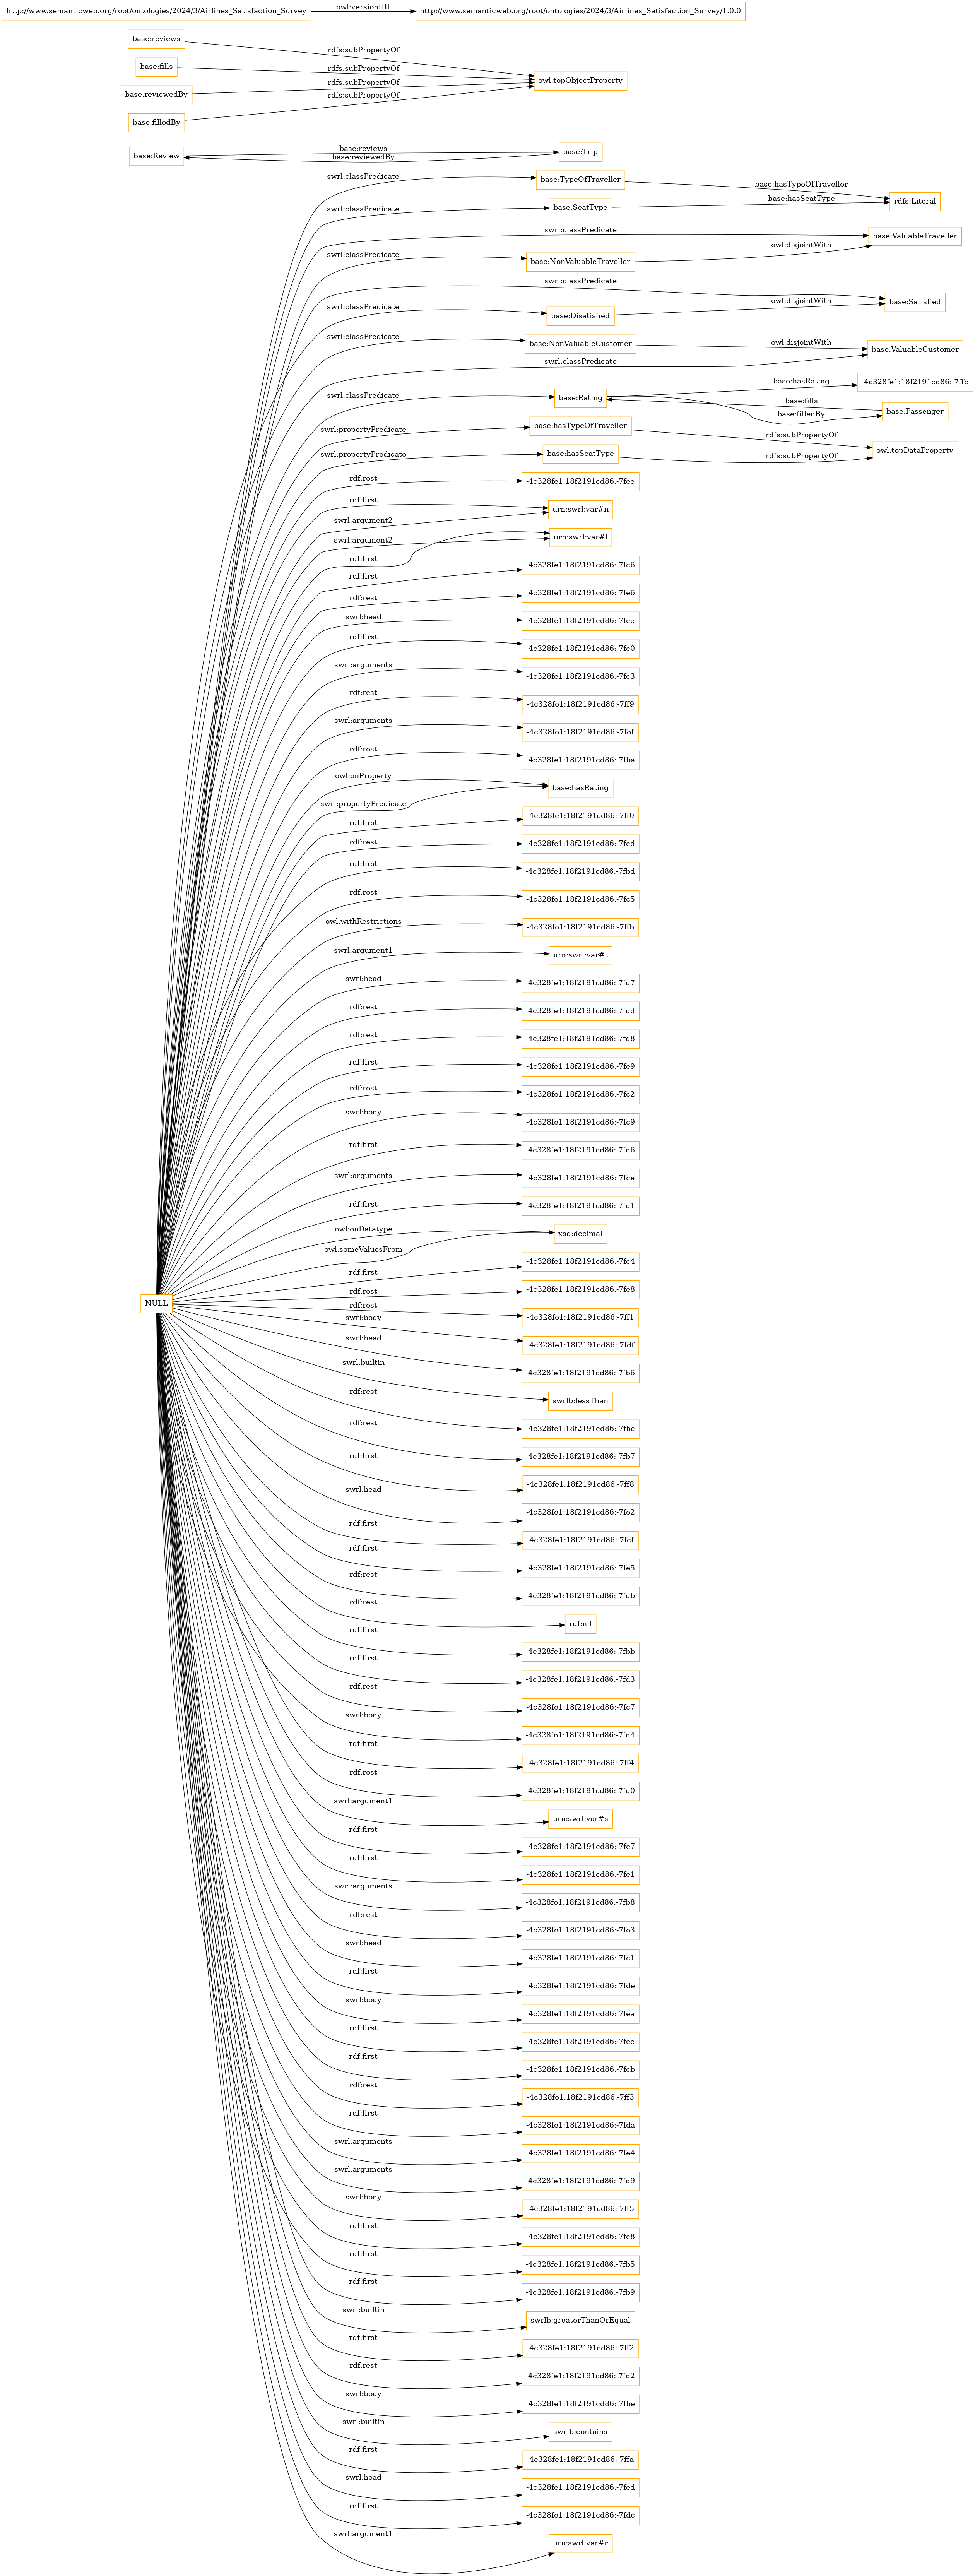 http://www.semanticweb.org/root/ontologies/2024/3/Airlines_Satisfaction_Survey owl:versionIRI http://www.semanticweb.org/root/ontologies/2024/3/Airlines_Satisfaction_Survey/1.0.0
base:reviews rdfs:subPropertyOf
base:fills rdfs:subPropertyOf owl:topObjectProperty
base:reviewedBy rdfs:subPropertyOf
base:filledBy rdfs:subPropertyOf
base:Review base:reviews base:Trip
base:reviewedBy
swrl:classPredicate base:TypeOfTraveller base:hasTypeOfTraveller rdfs:Literal
swrl:classPredicate base:SeatType base:hasSeatType
swrl:classPredicate base:ValuableTraveller
swrl:classPredicate base:NonValuableTraveller owl:disjointWith
swrl:classPredicate base:Satisfied
swrl:classPredicate base:Disatisfied owl:disjointWith
swrl:classPredicate base:NonValuableCustomer owl:disjointWith base:ValuableCustomer
swrl:classPredicate
swrl:classPredicate base:Rating base:hasRating -4c328fe1:18f2191cd86:-7ffc
base:fills base:Passenger
base:filledBy
swrl:propertyPredicate base:hasTypeOfTraveller rdfs:subPropertyOf owl:topDataProperty
swrl:propertyPredicate base:hasSeatType rdfs:subPropertyOf
rdf:rest -4c328fe1:18f2191cd86:-7fee
rdf:first urn:swrl:var#n
swrl:argument2
swrl:argument2 urn:swrl:var#l
rdf:first
rdf:first -4c328fe1:18f2191cd86:-7fc6
rdf:rest -4c328fe1:18f2191cd86:-7fe6
swrl:head -4c328fe1:18f2191cd86:-7fcc
rdf:first -4c328fe1:18f2191cd86:-7fc0
swrl:arguments -4c328fe1:18f2191cd86:-7fc3
rdf:rest -4c328fe1:18f2191cd86:-7ff9
swrl:arguments -4c328fe1:18f2191cd86:-7fef
rdf:rest -4c328fe1:18f2191cd86:-7fba
owl:onProperty base:hasRating
swrl:propertyPredicate
rdf:first -4c328fe1:18f2191cd86:-7ff0
rdf:rest -4c328fe1:18f2191cd86:-7fcd
rdf:first -4c328fe1:18f2191cd86:-7fbd
rdf:rest -4c328fe1:18f2191cd86:-7fc5
owl:withRestrictions -4c328fe1:18f2191cd86:-7ffb
swrl:argument1 urn:swrl:var#t
swrl:head -4c328fe1:18f2191cd86:-7fd7
rdf:rest -4c328fe1:18f2191cd86:-7fdd
rdf:rest -4c328fe1:18f2191cd86:-7fd8
rdf:first -4c328fe1:18f2191cd86:-7fe9
rdf:rest -4c328fe1:18f2191cd86:-7fc2
swrl:body -4c328fe1:18f2191cd86:-7fc9
rdf:first -4c328fe1:18f2191cd86:-7fd6
swrl:arguments -4c328fe1:18f2191cd86:-7fce
rdf:first -4c328fe1:18f2191cd86:-7fd1
owl:onDatatype xsd:decimal
owl:someValuesFrom
rdf:first -4c328fe1:18f2191cd86:-7fc4
NULL rdf:rest -4c328fe1:18f2191cd86:-7fe8
rdf:rest -4c328fe1:18f2191cd86:-7ff1
swrl:body -4c328fe1:18f2191cd86:-7fdf
swrl:head -4c328fe1:18f2191cd86:-7fb6
swrl:builtin swrlb:lessThan
rdf:rest -4c328fe1:18f2191cd86:-7fbc
rdf:rest -4c328fe1:18f2191cd86:-7fb7
rdf:first -4c328fe1:18f2191cd86:-7ff8
swrl:head -4c328fe1:18f2191cd86:-7fe2
rdf:first -4c328fe1:18f2191cd86:-7fcf
rdf:first -4c328fe1:18f2191cd86:-7fe5
rdf:rest -4c328fe1:18f2191cd86:-7fdb
rdf:rest rdf:nil
rdf:first -4c328fe1:18f2191cd86:-7fbb
rdf:first -4c328fe1:18f2191cd86:-7fd3
rdf:rest -4c328fe1:18f2191cd86:-7fc7
swrl:body -4c328fe1:18f2191cd86:-7fd4
rdf:first -4c328fe1:18f2191cd86:-7ff4
rdf:rest -4c328fe1:18f2191cd86:-7fd0
swrl:argument1 urn:swrl:var#s
rdf:first -4c328fe1:18f2191cd86:-7fe7
rdf:first -4c328fe1:18f2191cd86:-7fe1
swrl:arguments -4c328fe1:18f2191cd86:-7fb8
rdf:rest -4c328fe1:18f2191cd86:-7fe3
swrl:head -4c328fe1:18f2191cd86:-7fc1
rdf:first -4c328fe1:18f2191cd86:-7fde
swrl:body -4c328fe1:18f2191cd86:-7fea
rdf:first -4c328fe1:18f2191cd86:-7fec
rdf:first -4c328fe1:18f2191cd86:-7fcb
rdf:rest -4c328fe1:18f2191cd86:-7ff3
rdf:first -4c328fe1:18f2191cd86:-7fda
swrl:arguments -4c328fe1:18f2191cd86:-7fe4
swrl:arguments -4c328fe1:18f2191cd86:-7fd9
swrl:body -4c328fe1:18f2191cd86:-7ff5
rdf:first -4c328fe1:18f2191cd86:-7fc8
rdf:first -4c328fe1:18f2191cd86:-7fb5
rdf:first -4c328fe1:18f2191cd86:-7fb9
swrl:builtin swrlb:greaterThanOrEqual
rdf:first -4c328fe1:18f2191cd86:-7ff2
rdf:rest -4c328fe1:18f2191cd86:-7fd2
swrl:body -4c328fe1:18f2191cd86:-7fbe
swrl:builtin swrlb:contains
rdf:first -4c328fe1:18f2191cd86:-7ffa
swrl:head -4c328fe1:18f2191cd86:-7fed
rdf:first -4c328fe1:18f2191cd86:-7fdc
swrl:argument1 urn:swrl:var#r